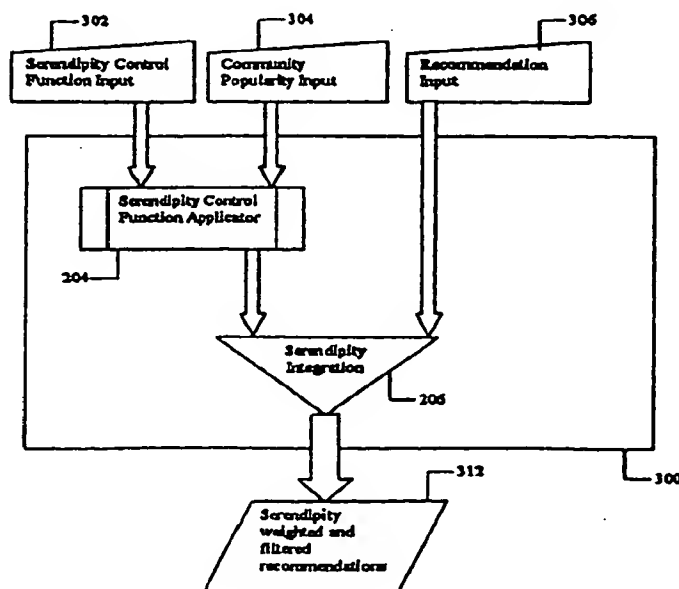 302
304
306
Serendipity Control
Function Input
Community
Popularity Input
Recommendation
Input
Serendipity Control
Function Applicator
204
Serendipity
Integration
206
300
312
Serendipity
weighted and
filtered
recommendations